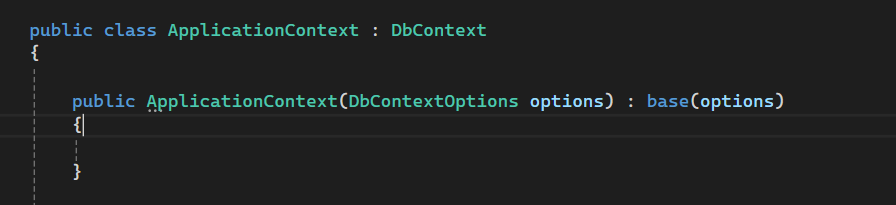 public class ApplicationContext : DbContext
{
public ApplicationContext(DbContextOptions options) : base(options)
{
}